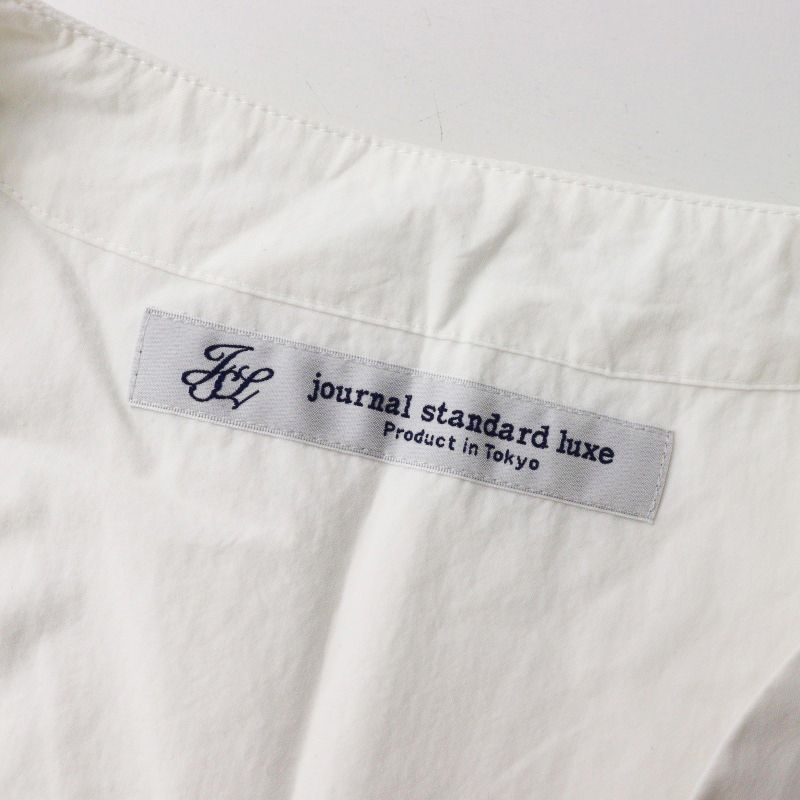 JSL
journal standard luxe
Product in Tokyo